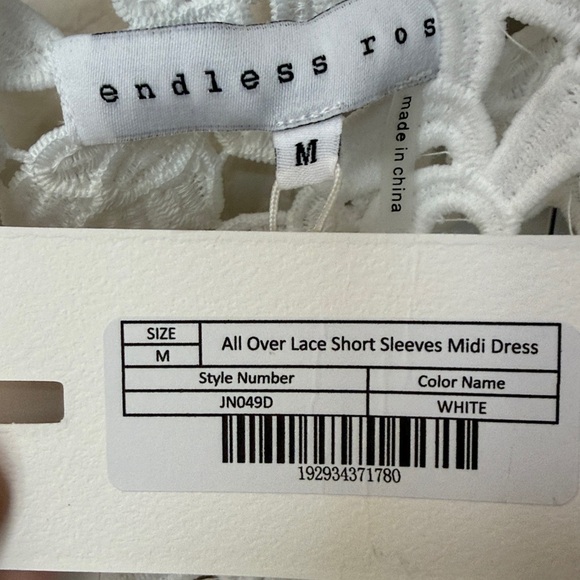 endless ros
M
made in china
SIZE
All Over Lace Short Sleeves Midi Dress
M
Style Number Color Name
JN049D WHITE
192934371780